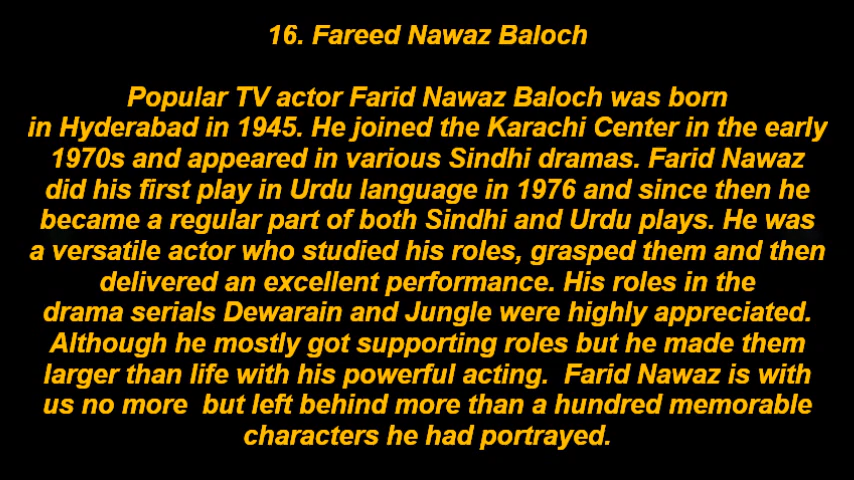 16. Fareed Nawaz Baloch
Popular TV actor Farid Nawaz Baloch was born
in Hyderabad in 1945. He joined the Karachi Center in the early
1970s and appeared in various Sindhi dramas. Farid Nawaz
did his first play in Urdu language in 1976 and since then he
became a regular part of both Sindhi and Urdu plays. He was
a versatile actor who studied his roles, grasped them and then
delivered an excellent performance. His roles in the
drama serials Dewarain and Jungle were highly appreciated.
Although he mostly got supporting roles but he made them
larger than life with his powerful acting.  Farid Nawaz is with
us no more  but left behind more than a hundred memorable
characters he had portrayed.